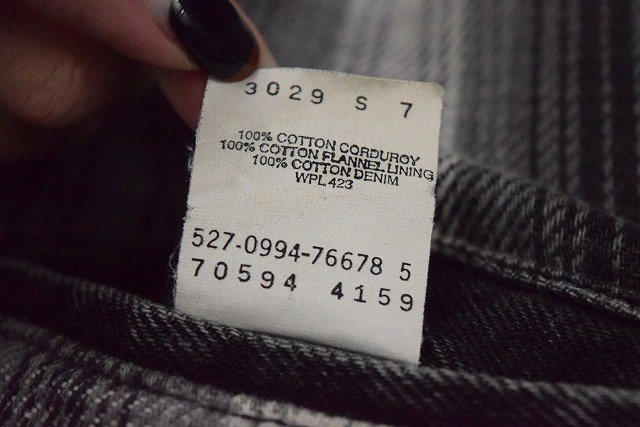 3029 S 7
100% COTTON CORDUROY
100% COTTON FLANNEL LINING
100% COTTON DENIM
WPL 423
527-0994-76678 5
70594 4159